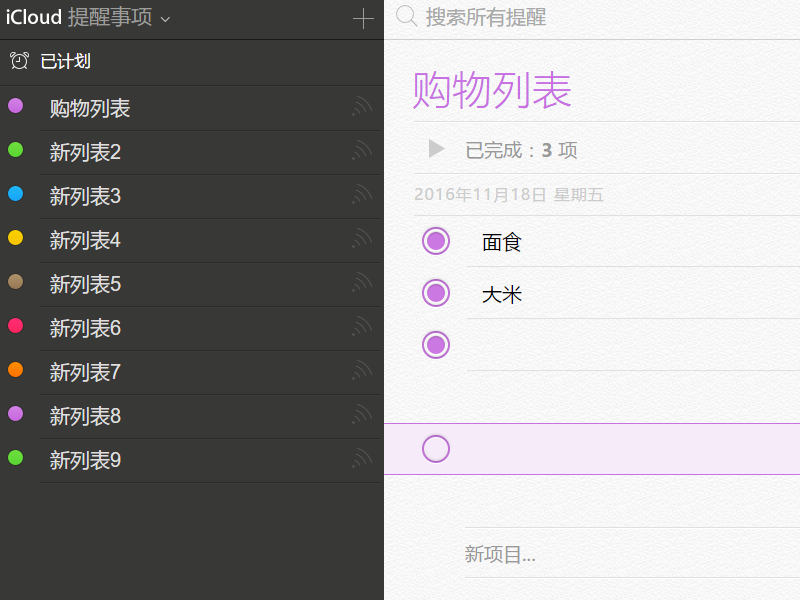 iCloud 提醒事项
已计划
购物列表
新列表2
新列表3
新列表4
新列表5
新列表6
新列表7
新列表8
新列表9
搜索所有提醒
购物列表
已完成：3 项
2016年11月18日 星期五
面食
大米
新项目...